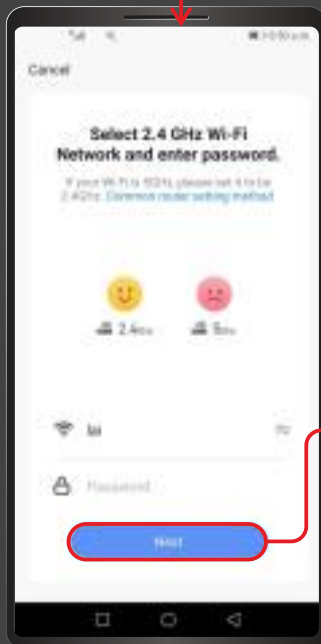 Cancel
Select 2.4 GHz Wi-Fi
Network and enter password.
If your Wi-Fi is 5GHz, please set it to be
2.4GHz. Common router setting method
2.4GHz 5GHz
Password
Next